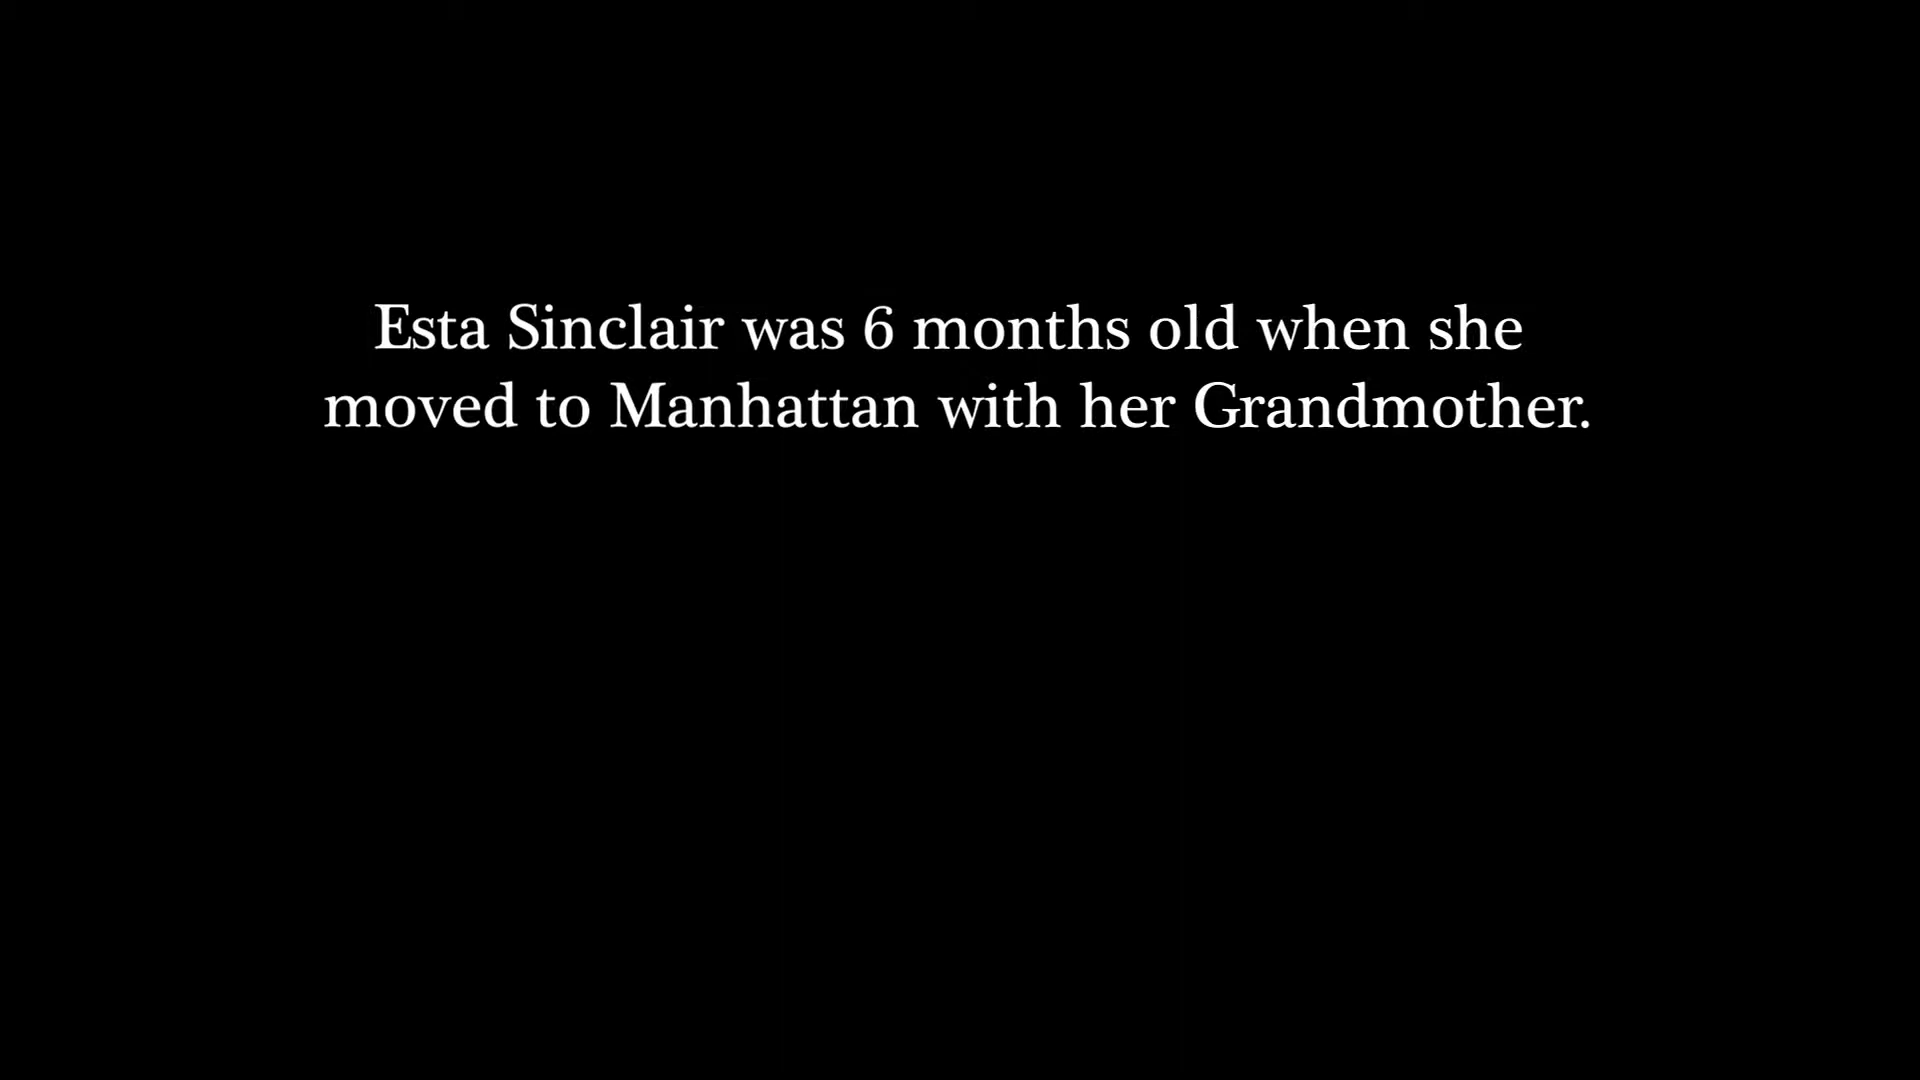 Esta Sinclair was 6 months old when she
moved to Manhattan with her Grandmother.